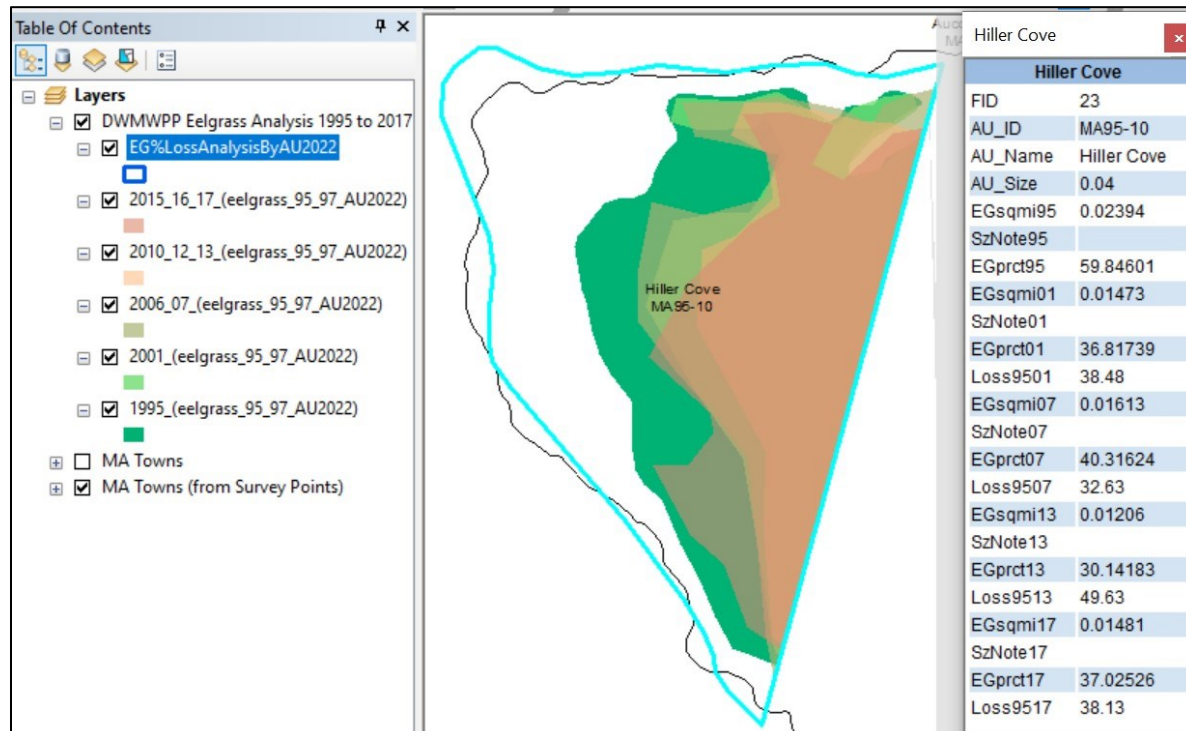 Table Of Contents
Layers
DWMWPP Eelgrass Analysis 1995 to 2017
EG%LossAnalysisByAU2022
2015_16_17_(eelgrass_95_97_AU2022)
2010_12_13_(eelgrass_95_97_AU2022)
2006_07_(eelgrass_95_97_AU2022)
2001_(eelgrass_95_97_AU2022)
1995_(eelgrass_95_97_AU2022)
MA Towns
MA Towns (from Survey Points)
Hiller Cove
MA95-10
Hiller Cove
Hiller Cove
FID 23
AU_ID MA95-10
AU_Name Hiller Cove
AU_Size 0.04
EGsqmi95 0.02394
SzNote95
EGprct95 59.84601
EGsqmi01 0.01473
SzNote01
EGprct01 36.81739
Loss9501 38.48
EGsqmi07 0.01613
SzNote07
EGprct07 40.31624
Loss9507 32.63
EGsqmi13 0.01206
SzNote13
EGprct13 30.14183
Loss9513 49.63
EGsqmi17 0.01481
SzNote17
EGprct17 37.02526
Loss9517 38.13